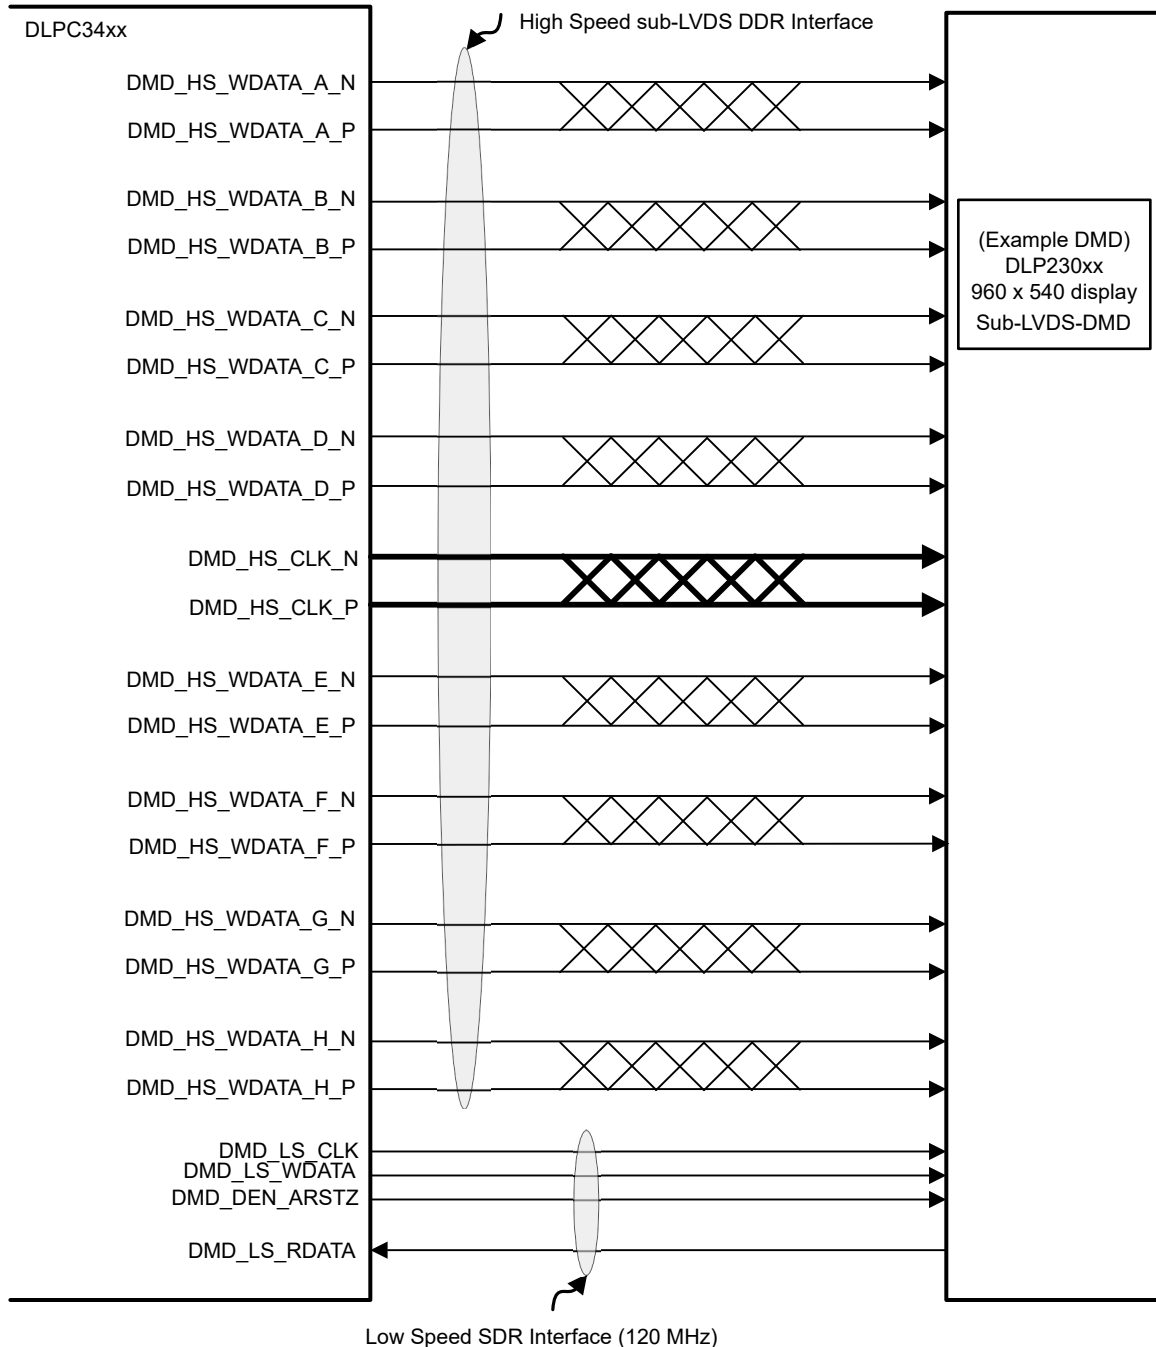 High Speed sub-LVDS DDR Interface
DLPC34xx
DMD_HS_WDATA_A_N
DMD_HS_WDATA_A_P
DMD_HS_WDATA_B_N
DMD_HS_WDATA_B_P
(Example DMD)
DLP230xx
960 x 540 display
Sub-LVDS-DMD
DMD_HS_WDATA_C_N
DMD_HS_WDATA_C_P
DMD_HS_WDATA_D_N
DMD_HS_WDATA_D_P
DMD_HS_CLK_N
DMD_HS_CLK_P
DMD_HS_WDATA_E_N
DMD_HS_WDATA_E_P
DMD_HS_WDATA_F_N
DMD_HS_WDATA_F_P
DMD_HS_WDATA_G_N
DMD_HS_WDATA_G_P
DMD_HS_WDATA_H_N
DMD_HS_WDATA_H_P
DMD_LS_CLK
DMD_LS_WDATA
DMD_DEN_ARSTZ
DMD_LS_RDATA
Low Speed SDR Interface (120 MHz)